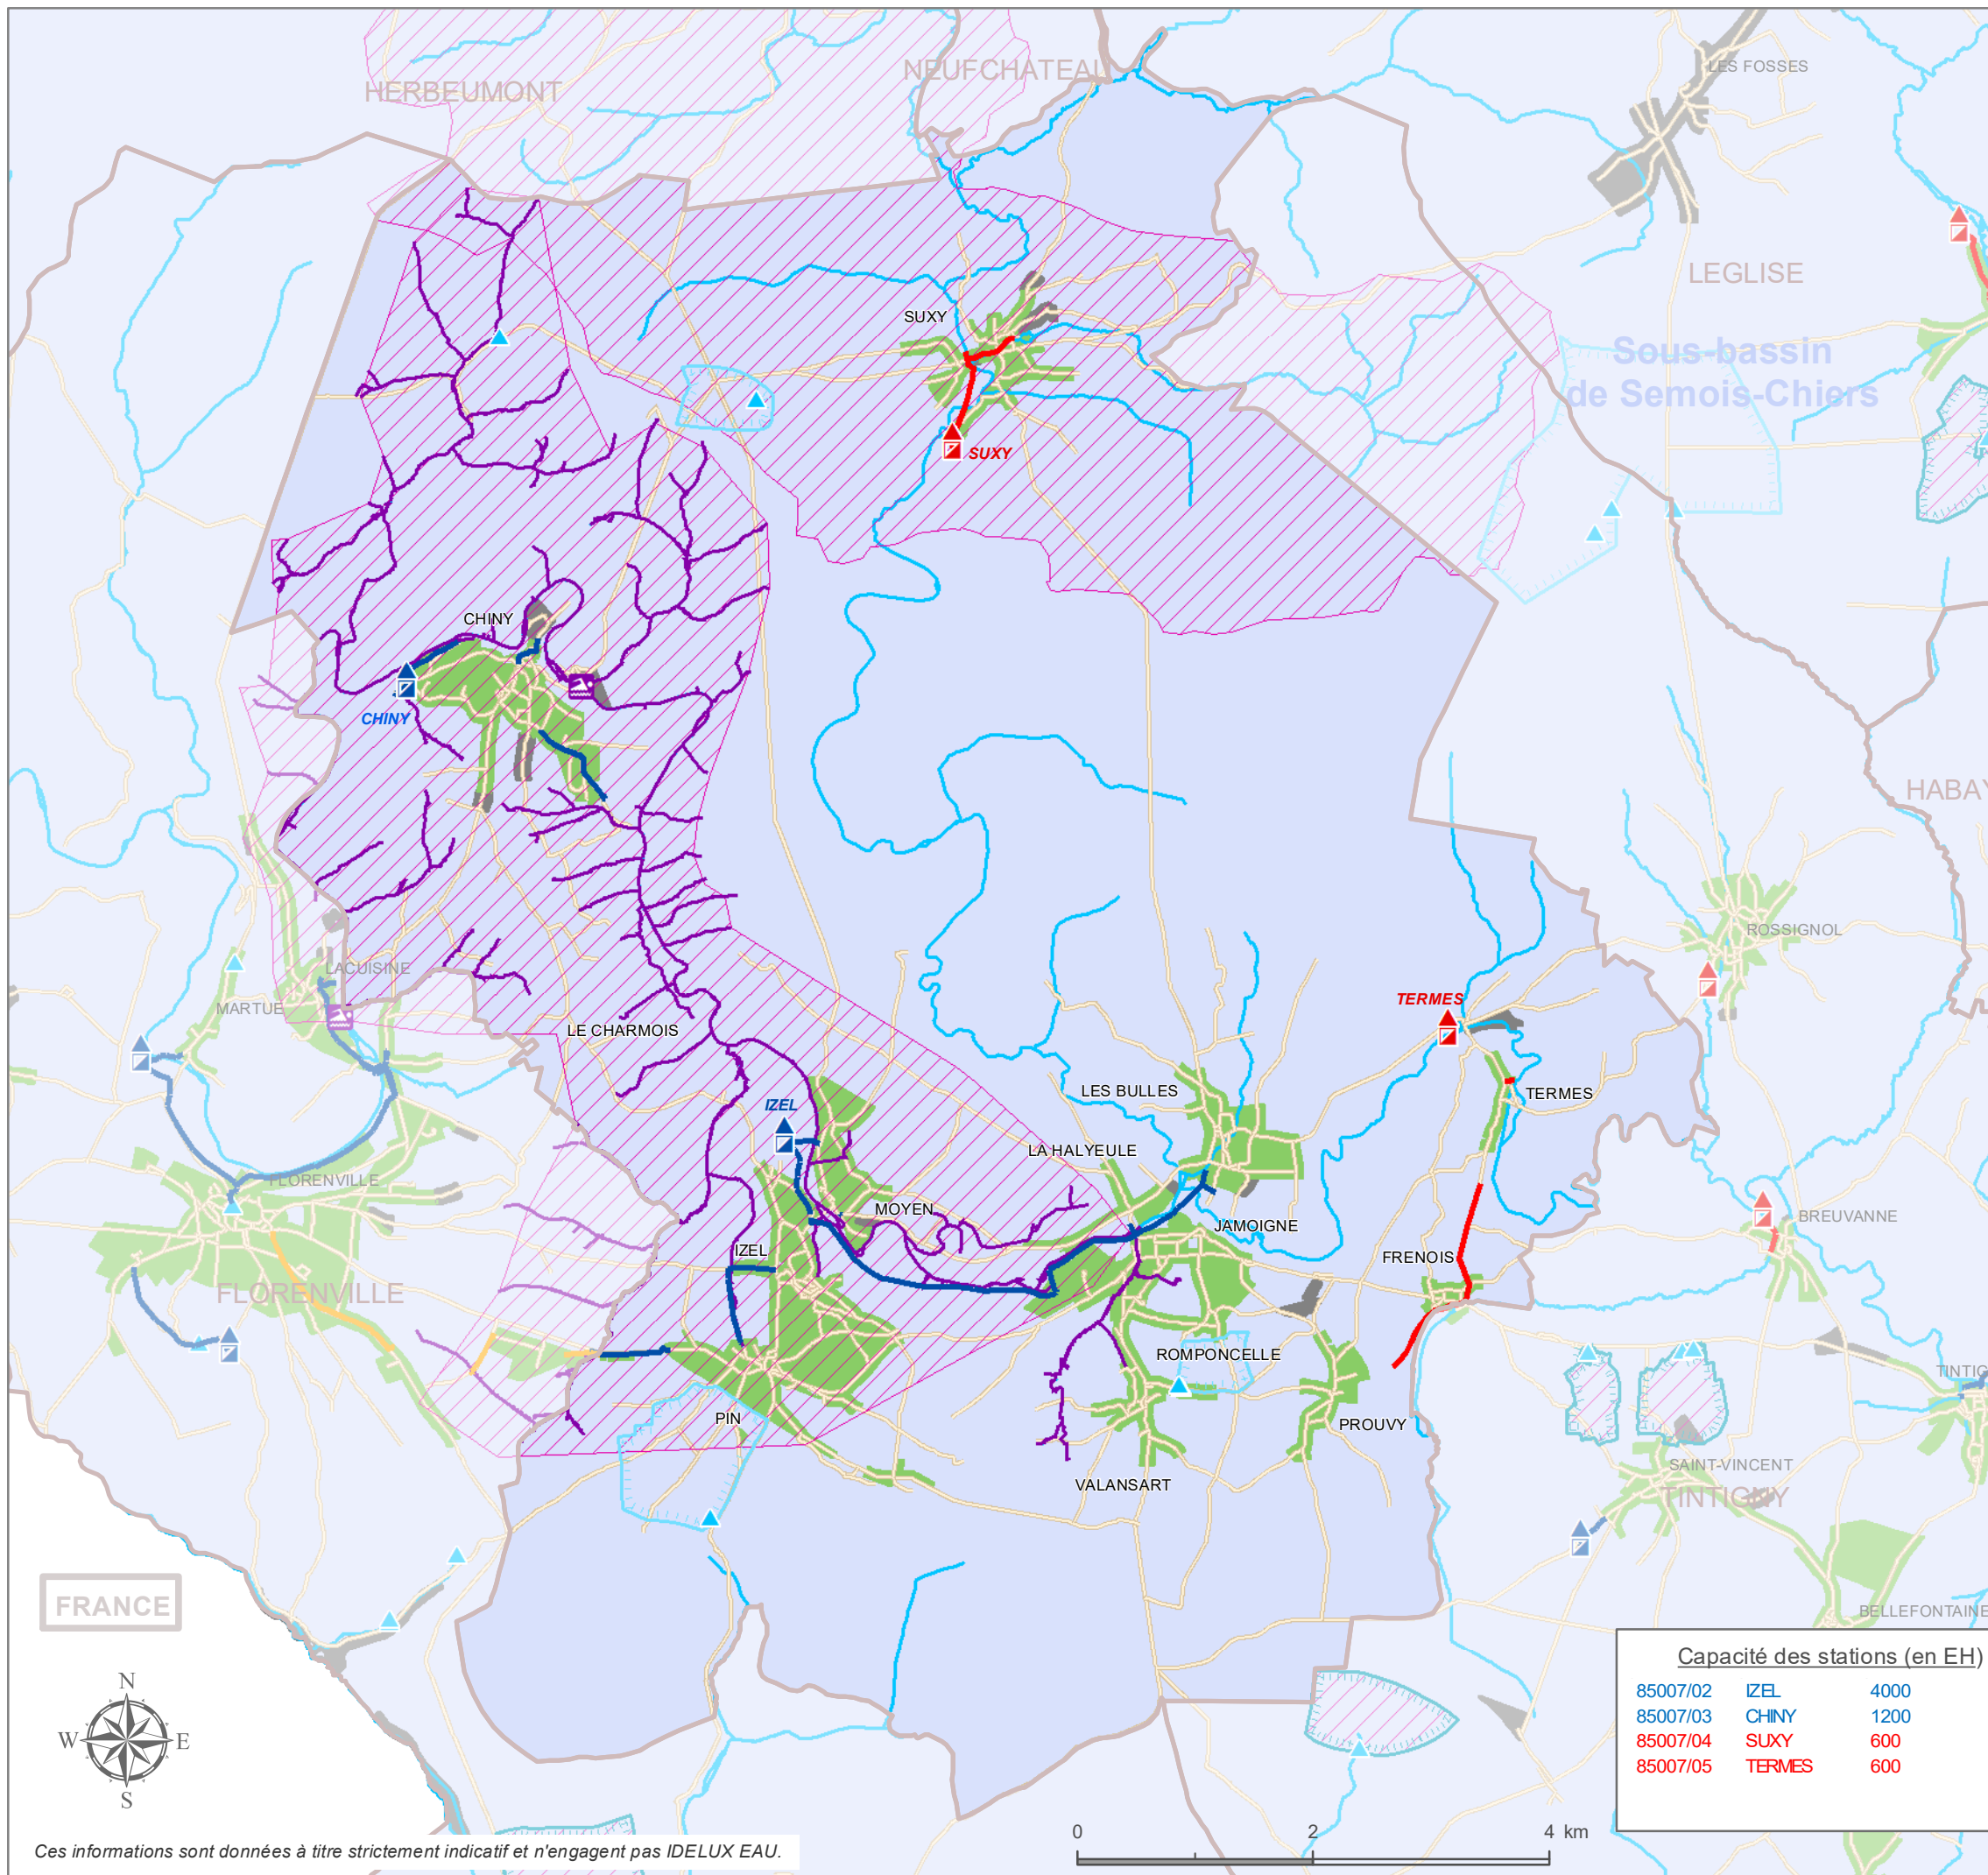 HERBEUMONT
NEUFCHATEAU
LES FOSSES
LEGLISE
SUXY
Sous-bassin
de Semois-Chiers
SUXY
CHINY
CHINY
HABAY
ROSSIGNOL
LACUISINE
MARTUE
LE CHARMOIS
TERMES
LES BULLES
TERMES
IZEL
LA HALYEULE
FLORENVILLE
MOYEN
JAMOIGNE
BREUVANNE
IZEL
FRENOIS
FLORENVILLE
ROMPONCELLE
TINTIG
PIN
PROUVY
SAINT-VINCENT
VALANSART
TINTIGNY
FRANCE
BELLEFONTAINE
Capacité des stations (en EH)
85007/02 IZEL 4000
85007/03 CHINY 1200
85007/04 SUXY 600
85007/05 TERMES 600
N
W E
S
0 2 4 km
Ces informations sont données à titre strictement indicatif et n'engagent pas IDELUX EAU.